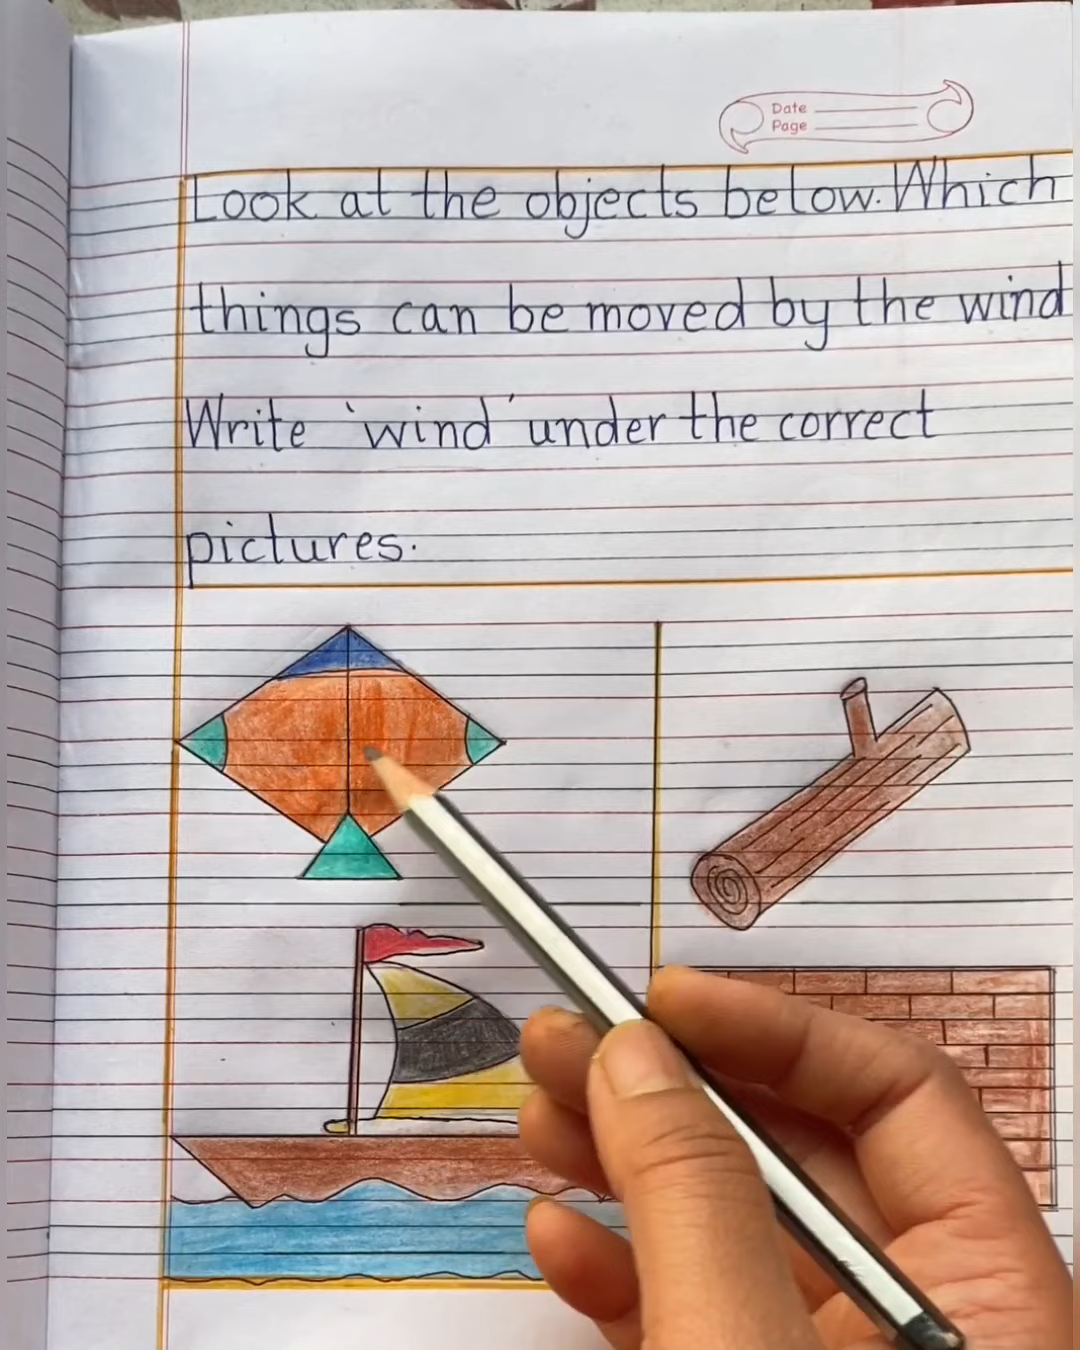 Date
Page
Look at the objects below. Which
things can be moved by the wind
Write 'wind' under the correct
pictures.